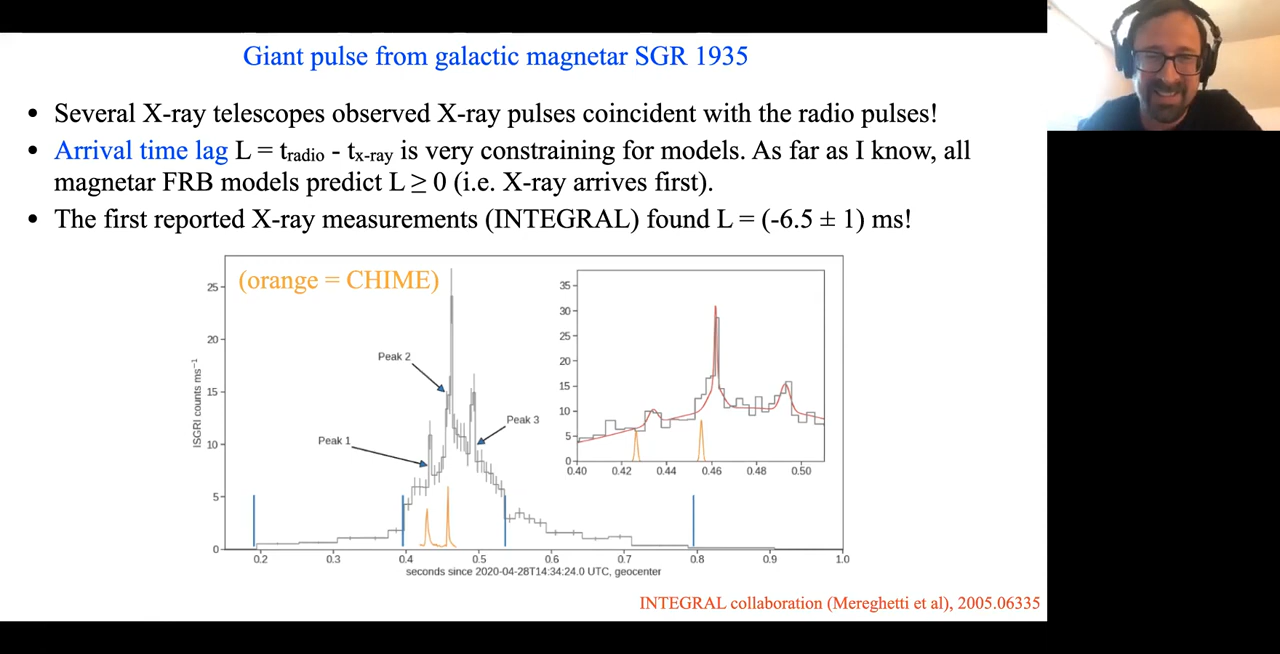 Giant pulse from galactic magnetar SGR 1935
• Several X-ray telescopes observed X-ray pulses coincident with the radio pulses!
• Arrival time lag L = tradio - tx-ray is very constraining for models. As far as I know, all
magnetar FRB models predict L ≥ 0 (i.e. X-ray arrives first).
• The first reported X-ray measurements (INTEGRAL) found L = (-6.5 ± 1) ms!
(orange = CHIME)
ISGRI counts ms⁻¹
25
20
15
10
5
0
Peak 1
Peak 2
Peak 3
35
30
25
20
15
10
5
0
0.40 0.42 0.44 0.46 0.48 0.50
0.2 0.3 0.4 0.5 0.6 0.7 0.8 0.9 1.0
seconds since 2020-04-28T14:34:24.0 UTC, geocenter
INTEGRAL collaboration (Mereghetti et al), 2005.06335